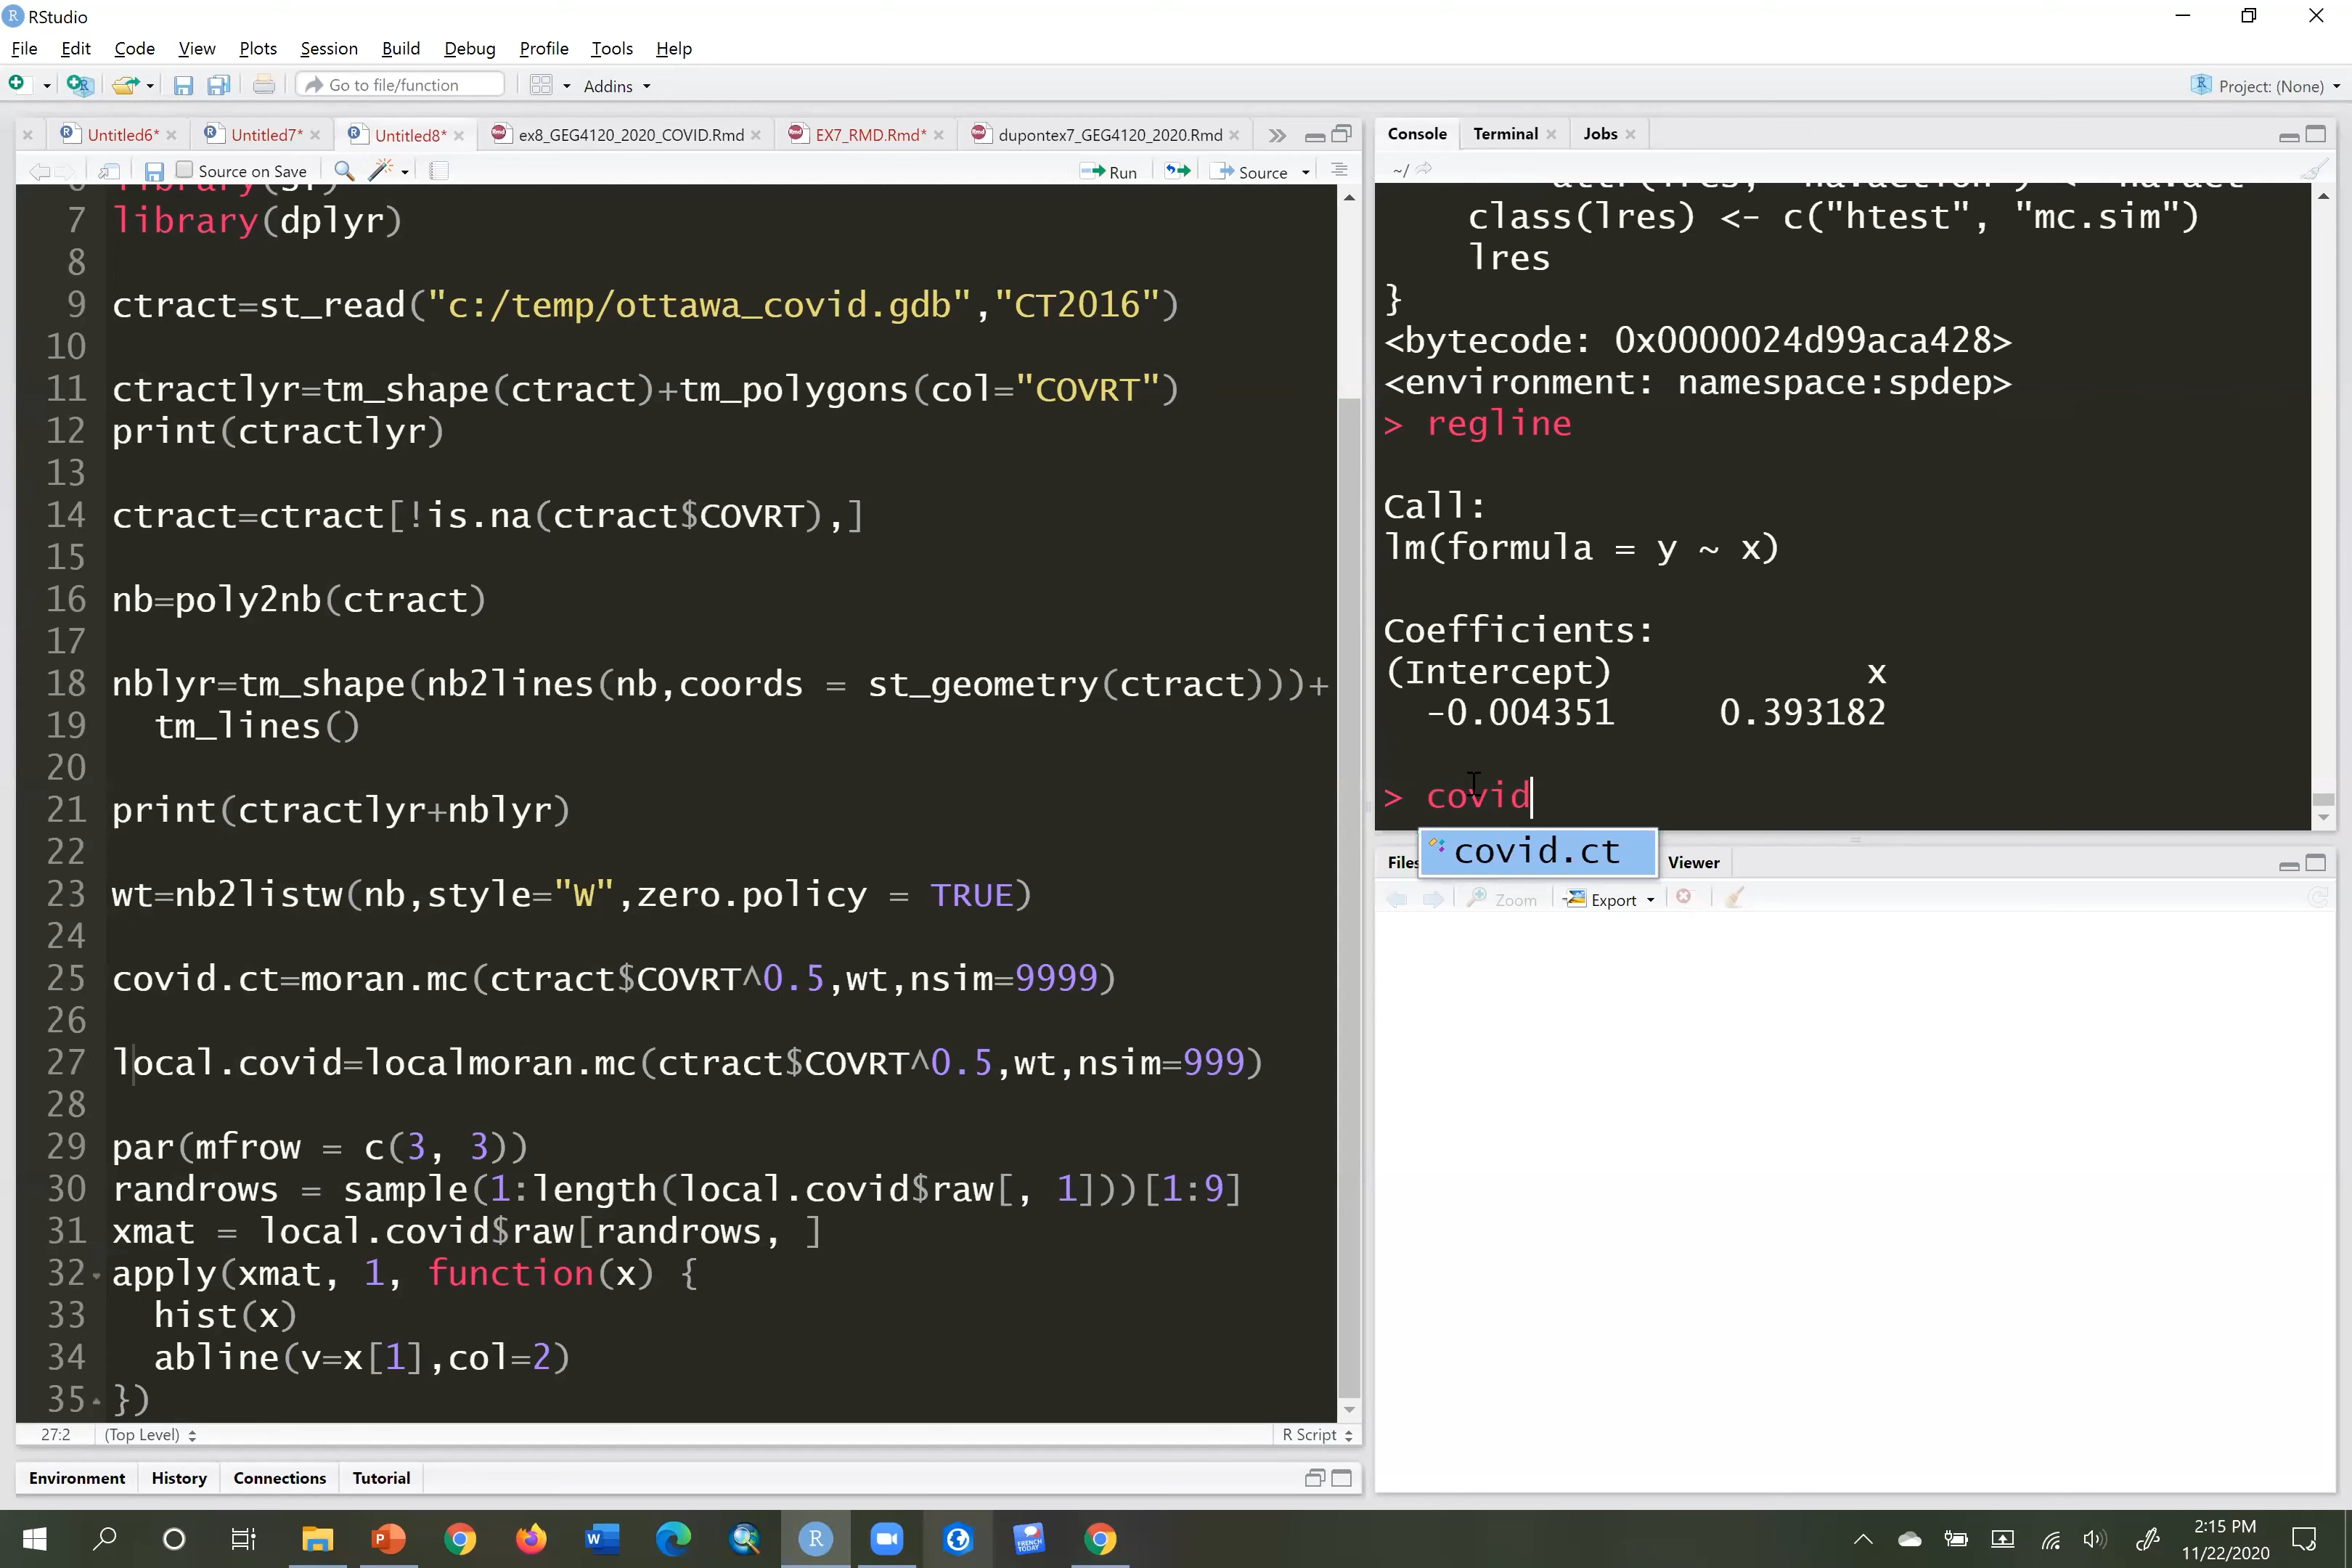 RStudio
File Edit Code View Plots Session Build Debug Profile Tools Help
Go to file/function Addins Project: (None)
Untitled6* Untitled7* Untitled8* ex8_GEG4120_2020_COVID.Rmd EX7_RMD.Rmd* dupontex7_GEG4120_2020.Rmd
Source on Save Run Source
7 library(dplyr)
8
9 ctract=st_read("c:/temp/ottawa_covid.gdb","CT2016")
10
11 ctractlyr=tm_shape(ctract)+tm_polygons(col="COVRT")
12 print(ctractlyr)
13
14 ctract=ctract[!is.na(ctract$COVRT),]
15
16 nb=poly2nb(ctract)
17
18 nblyr=tm_shape(nb2lines(nb,coords = st_geometry(ctract)))+
19 tm_lines()
20
21 print(ctractlyr+nblyr)
22
23 wt=nb2listw(nb,style="W",zero.policy = TRUE)
24
25 covid.ct=moran.mc(ctract$COVRT^0.5,wt,nsim=9999)
26
27 local.covid=localmoran.mc(ctract$COVRT^0.5,wt,nsim=999)
28
29 par(mfrow = c(3, 3))
30 randrows = sample(1:length(local.covid$raw[, 1]))[1:9]
31 xmat = local.covid$raw[randrows, ]
32 apply(xmat, 1, function(x) {
33 hist(x)
34 abline(v=x[1],col=2)
35 })
27:2 (Top Level) R Script
Environment History Connections Tutorial
Console Terminal Jobs
~/
class(lres) <- c("htest", "mc.sim")
lres
}
<bytecode: 0x0000024d99aca428>
<environment: namespace:spdep>
> regline
Call:
lm(formula = y ~ x)
Coefficients:
(Intercept) x
-0.004351 0.393182
> covid
covid.ct
Files Viewer
Zoom Export
2:15 PM
11/22/2020